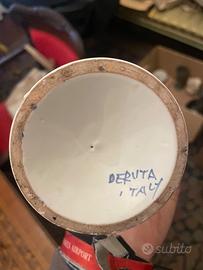 DERUTA,
ITALY
AIRPORT
subito